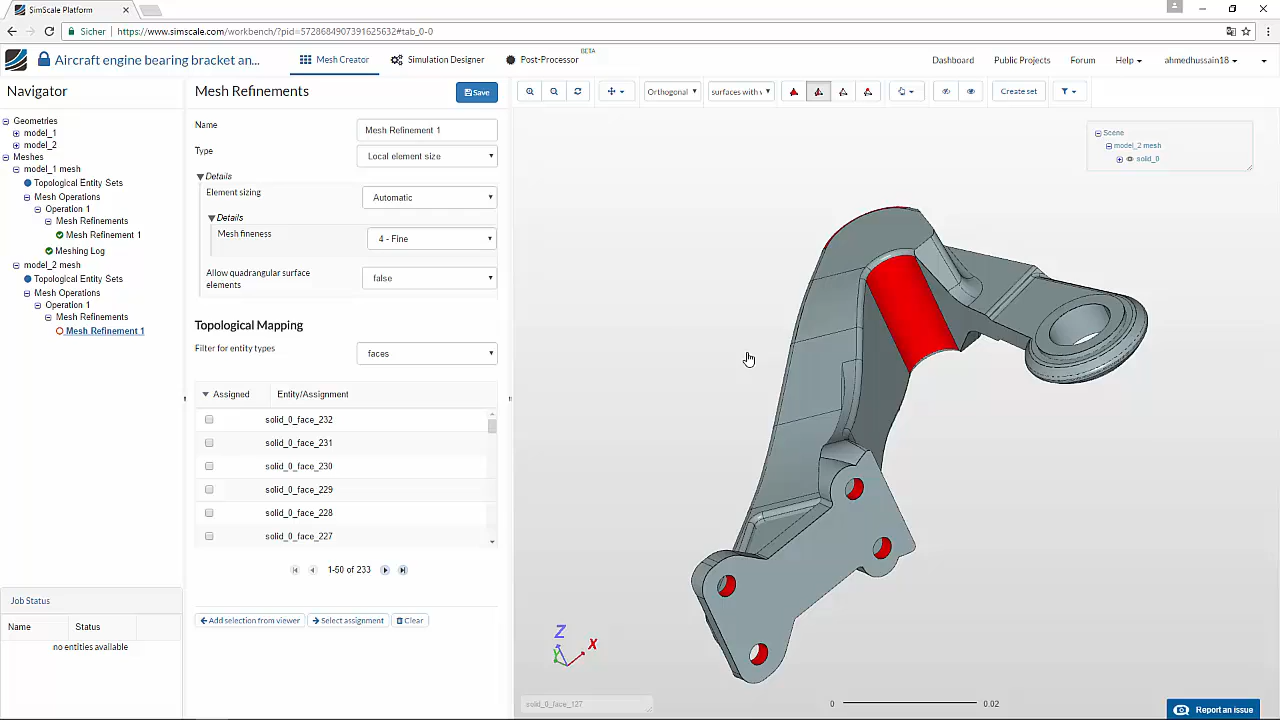 SimScale Platform
Sicher
https://www.simscale.com/workbench/?pid=5728684907391625632#tab_0-0
Aircraft engine bearing bracket an...
Mesh Creator
Simulation Designer
Post-Processor
BETA
Dashboard
Public Projects
Forum
Help
ahmedhussain18
Navigator
Geometries
model_1
model_2
Meshes
model_1 mesh
Topological Entity Sets
Mesh Operations
Operation 1
Mesh Refinements
Mesh Refinement 1
Meshing Log
model_2 mesh
Topological Entity Sets
Mesh Operations
Operation 1
Mesh Refinements
Mesh Refinement 1
Job Status
Name Status
no entities available
Mesh Refinements
Save
Name Mesh Refinement 1
Type Local element size
Details
Element sizing Automatic
Details
Mesh fineness 4 - Fine
Allow quadrangular surface
elements
false
Topological Mapping
Filter for entity types faces
Assigned Entity/Assignment
solid_0_face_232
solid_0_face_231
solid_0_face_230
solid_0_face_229
solid_0_face_228
solid_0_face_227
1-50 of 233
Add selection from viewer
Select assignment
Clear
Orthogonal
surfaces with
Create set
Scene
model_2 mesh
solid_0
Z
Y
X
solid_0_face_127
0 0.02
Report an issue